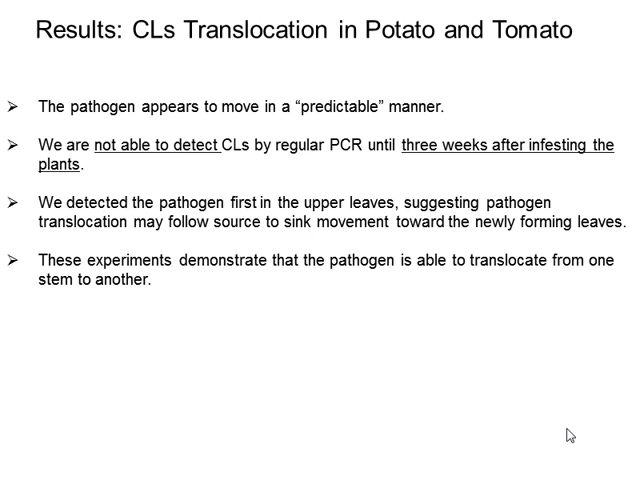 Results: CLs Translocation in Potato and Tomato
The pathogen appears to move in a “predictable” manner.
We are not able to detect CLs by regular PCR until three weeks after infesting the
plants.
We detected the pathogen first in the upper leaves, suggesting pathogen
translocation may follow source to sink movement toward the newly forming leaves.
These experiments demonstrate that the pathogen is able to translocate from one
stem to another.